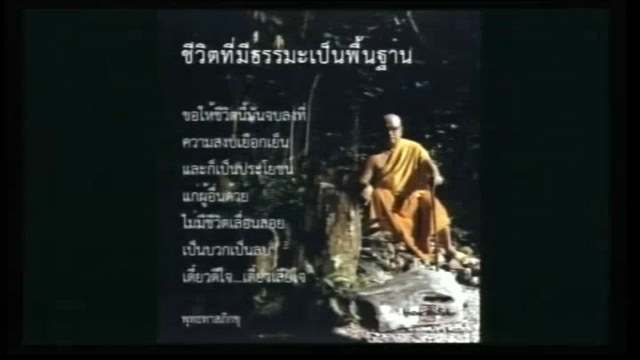 ชีวิตที่มีธรรมะเป็นพื้นฐาน
ขอให้ชีวิตนี้มันจบลงที่
ความสงบเยือกเย็น
และก็เป็นประโยชน์
แก่ผู้อื่นด้วย
ไม่มีชีวิตเลื่อนลอย
เป็นบวกเป็นลบ
เดี๋ยวดีใจ...เดี๋ยวเสียใจ
พุทธทาสภิกขุ